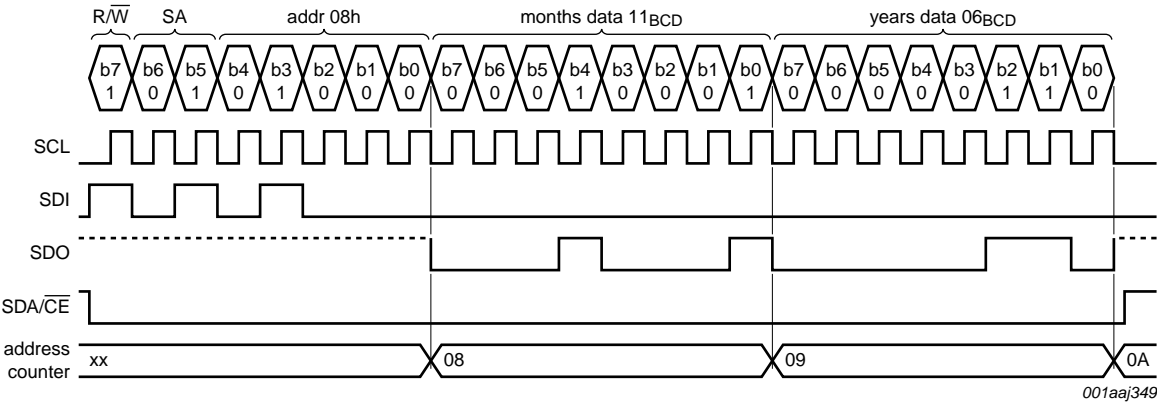 R/W SA addr 08h months data 11BCD years data 06BCD
b7 b6 b5 b4 b3 b2 b1 b0 b7 b6 b5 b4 b3 b2 b1 b0 b7 b6 b5 b4 b3 b2 b1 b0
1 0 1 0 1 0 0 0 0 0 0 1 0 0 0 1 0 0 0 0 0 1 1 0
SCL
SDI
SDO
SDA/CE
address
counter
xx 08 09 0A
001aaj349